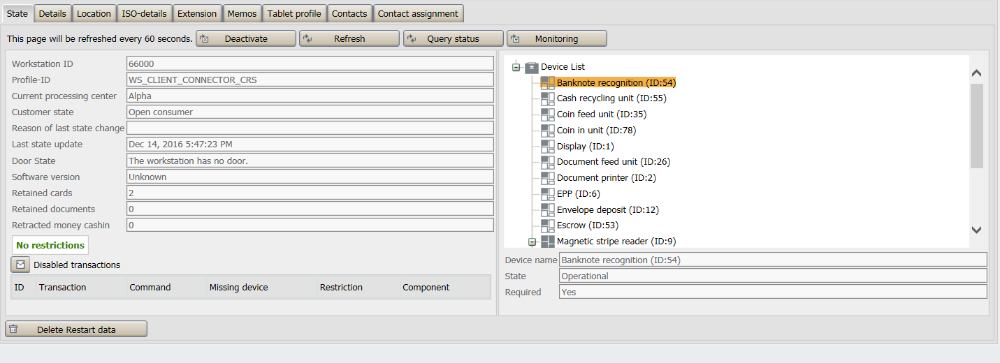 State Details Location ISO-details Extension Memos Tablet profile Contacts Contact assignment
This page will be refreshed every 60 seconds. Deactivate Refresh Query status Monitoring
Workstation ID 66000
Profile-ID WS_CLIENT_CONNECTOR_CRS
Current processing center Alpha
Customer state Open consumer
Reason of last state change
Last state update Dec 14, 2016 5:47:23 PM
Door State The workstation has no door.
Software version Unknown
Retained cards 2
Retained documents 0
Retracted money cashin 0
No restrictions
Disabled transactions
ID Transaction Command Missing device Restriction Component
Delete Restart data
Device List
Banknote recognition (ID:54)
Cash recycling unit (ID:55)
Coin feed unit (ID:35)
Coin in unit (ID:78)
Display (ID:1)
Document feed unit (ID:26)
Document printer (ID:2)
EPP (ID:6)
Envelope deposit (ID:12)
Escrow (ID:53)
Magnetic stripe reader (ID:9)
Device name Banknote recognition (ID:54)
State Operational
Required Yes